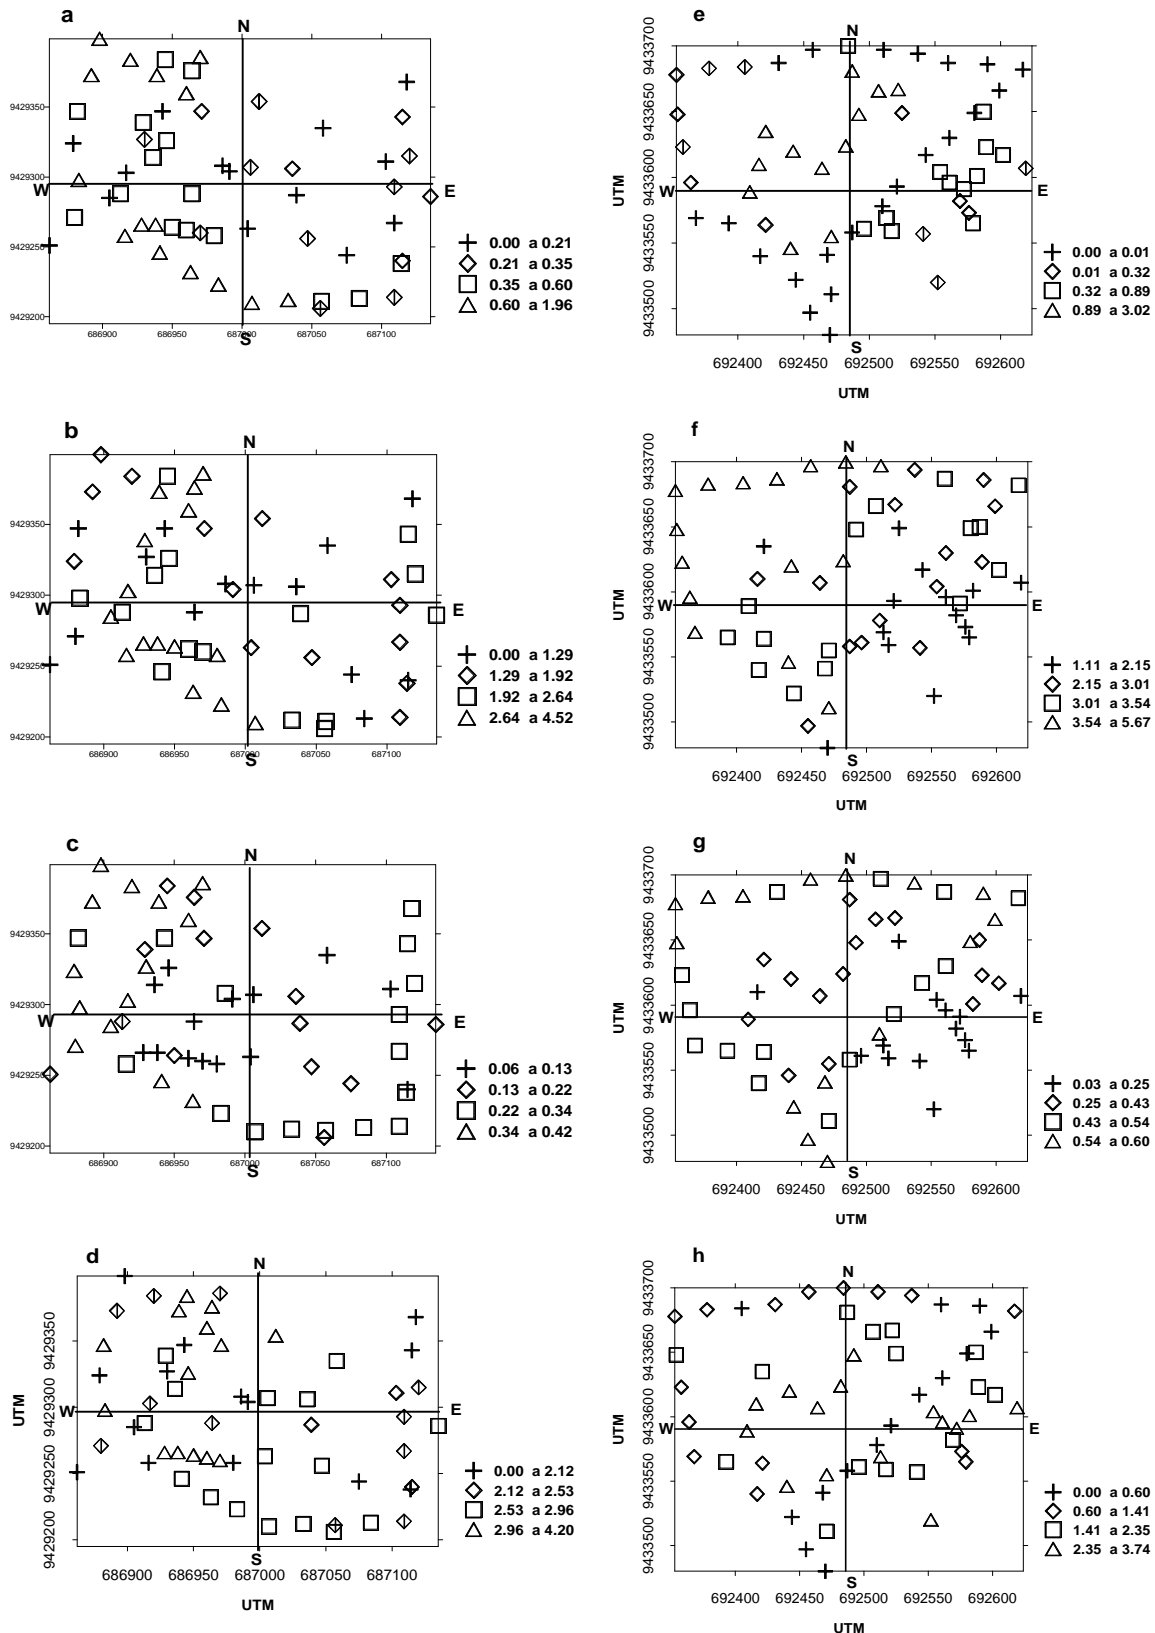 a
N
9429350
9429300
W
E
9429250
9429200
686900 686950 687000 687050 687100
S
0.00 a 0.21
0.21 a 0.35
0.35 a 0.60
0.60 a 1.96
e
N
9433700
9433650
9433600
9433550
9433500
UTM
W
E
S
692400 692450 692500 692550 692600
UTM
0.00 a 0.01
0.01 a 0.32
0.32 a 0.89
0.89 a 3.02
b
N
9429350
9429300
W
E
9429250
9429200
686900 686950 687000 687050 687100
S
0.00 a 1.29
1.29 a 1.92
1.92 a 2.64
2.64 a 4.52
f
N
9433700
9433650
9433600
9433550
9433500
UTM
W
E
S
692400 692450 692500 692550 692600
UTM
1.11 a 2.15
2.15 a 3.01
3.01 a 3.54
3.54 a 5.67
c
N
9429350
9429300
W
E
9429250
9429200
686900 686950 687000 687050 687100
S
0.06 a 0.13
0.13 a 0.22
0.22 a 0.34
0.34 a 0.42
g
N
9433700
9433650
9433600
9433550
9433500
UTM
W
E
S
692400 692450 692500 692550 692600
UTM
0.03 a 0.25
0.25 a 0.43
0.43 a 0.54
0.54 a 0.60
d
N
9429350
9429300
9429250
9429200
UTM
W
E
S
686900 686950 687000 687050 687100
UTM
0.00 a 2.12
2.12 a 2.53
2.53 a 2.96
2.96 a 4.20
h
N
9433700
9433650
9433600
9433550
9433500
UTM
W
E
S
692400 692450 692500 692550 692600
UTM
0.00 a 0.60
0.60 a 1.41
1.41 a 2.35
2.35 a 3.74